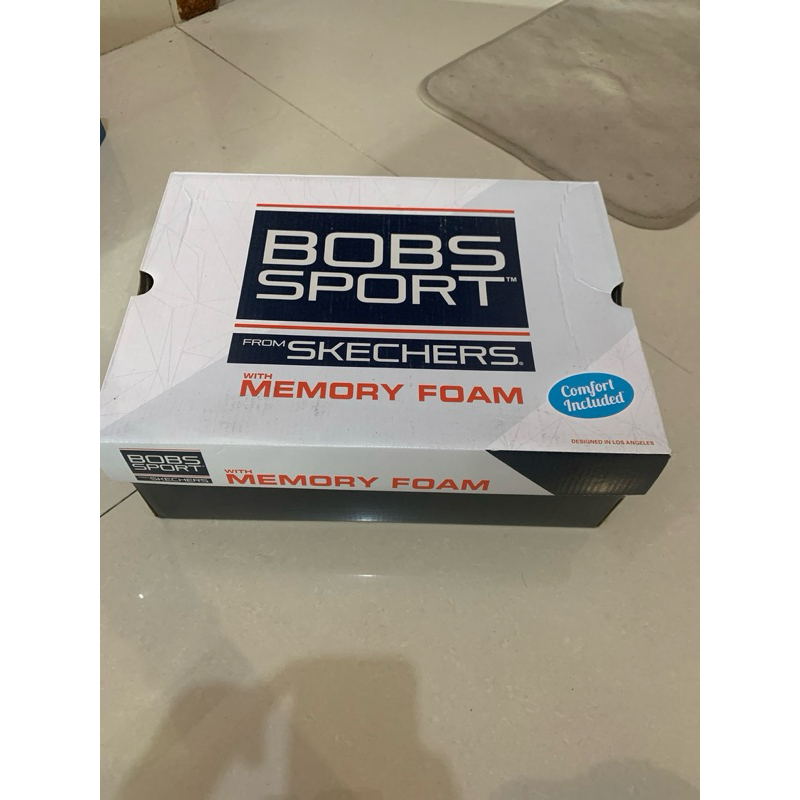 BOBS
SPORT™
FROM SKECHERS®
WITH
MEMORY FOAM
Comfort
Included
DESIGNED IN LOS ANGELES
BOBS
SPORT
FROM SKECHERS
WITH
MEMORY FOAM